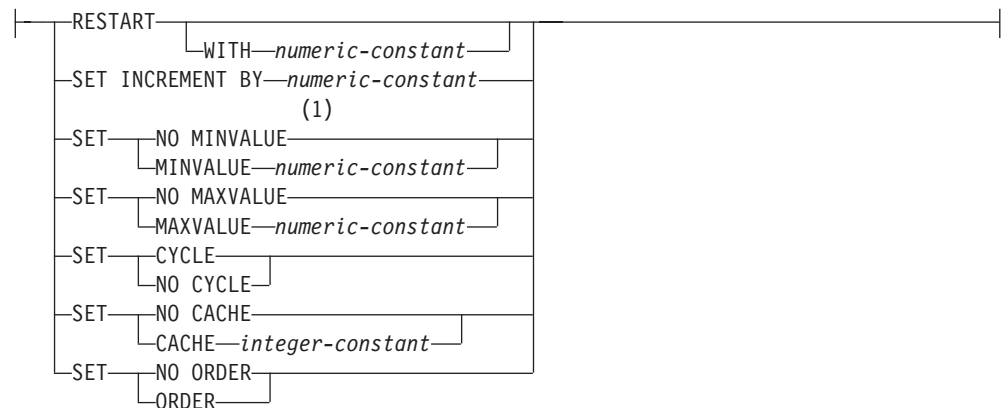 RESTART
WITH numeric-constant
SET INCREMENT BY numeric-constant
(1)
SET NO MINVALUE
MINVALUE numeric-constant
SET NO MAXVALUE
MAXVALUE numeric-constant
SET CYCLE
NO CYCLE
SET NO CACHE
CACHE integer-constant
SET NO ORDER
ORDER